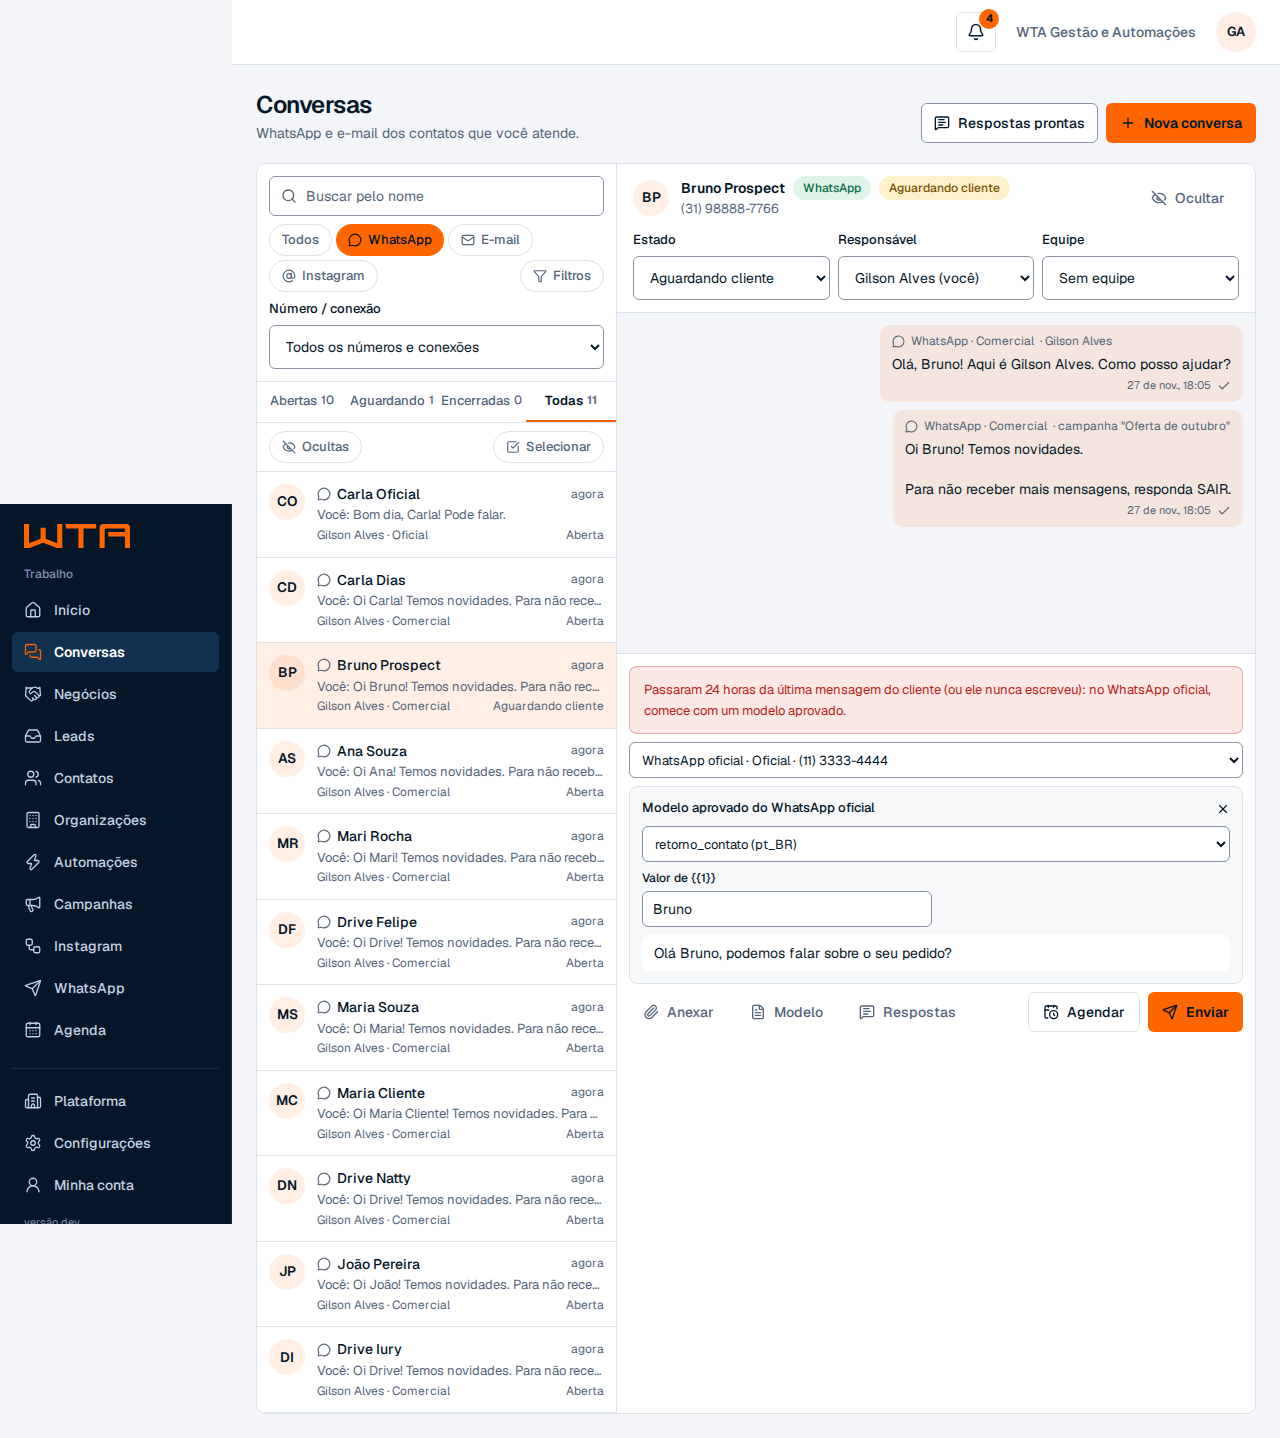 4
WTA Gestão e Automações
GA
Conversas
WhatsApp e e-mail dos contatos que você atende.
Respostas prontas
Nova conversa
Buscar pelo nome
Todos
WhatsApp
E-mail
Instagram
Filtros
Número / conexão
Todos os números e conexões
Abertas 10
Aguardando 1
Encerradas 0
Todas 11
Ocultas
Selecionar
CO
Carla Oficial
agora
Você: Bom dia, Carla! Pode falar.
Gilson Alves · Oficial
Aberta
CD
Carla Dias
agora
Você: Oi Carla! Temos novidades. Para não rece...
Gilson Alves · Comercial
Aberta
BP
Bruno Prospect
agora
Você: Oi Bruno! Temos novidades. Para não rec...
Gilson Alves · Comercial
Aguardando cliente
AS
Ana Souza
agora
Você: Oi Ana! Temos novidades. Para não receb...
Gilson Alves · Comercial
Aberta
MR
Mari Rocha
agora
Você: Oi Mari! Temos novidades. Para não receb...
Gilson Alves · Comercial
Aberta
DF
Drive Felipe
agora
Você: Oi Drive! Temos novidades. Para não rece...
Gilson Alves · Comercial
Aberta
MS
Maria Souza
agora
Você: Oi Maria! Temos novidades. Para não rece...
Gilson Alves · Comercial
Aberta
MC
Maria Cliente
agora
Você: Oi Maria Cliente! Temos novidades. Para ...
Gilson Alves · Comercial
Aberta
DN
Drive Natty
agora
Você: Oi Drive! Temos novidades. Para não rece...
Gilson Alves · Comercial
Aberta
JP
João Pereira
agora
Você: Oi João! Temos novidades. Para não rece...
Gilson Alves · Comercial
Aberta
DI
Drive Iury
agora
Você: Oi Drive! Temos novidades. Para não rece...
Gilson Alves · Comercial
Aberta
BP
Bruno Prospect
WhatsApp
Aguardando cliente
(31) 98888-7766
Ocultar
Estado
Responsável
Equipe
Aguardando cliente
Gilson Alves (você)
Sem equipe
WhatsApp · Comercial · Gilson Alves
Olá, Bruno! Aqui é Gilson Alves. Como posso ajudar?
27 de nov., 18:05
WhatsApp · Comercial · campanha "Oferta de outubro"
Oi Bruno! Temos novidades.
Para não receber mais mensagens, responda SAIR.
27 de nov., 18:05
Passaram 24 horas da última mensagem do cliente (ou ele nunca escreveu): no WhatsApp oficial,
comece com um modelo aprovado.
WhatsApp oficial · Oficial · (11) 3333-4444
Modelo aprovado do WhatsApp oficial
retorno_contato (pt_BR)
Valor de {{1}}
Bruno
Olá Bruno, podemos falar sobre o seu pedido?
Anexar
Modelo
Respostas
Agendar
Enviar
WTA
Trabalho
Início
Conversas
Negócios
Leads
Contatos
Organizações
Automações
Campanhas
Instagram
WhatsApp
Agenda
Plataforma
Configurações
Minha conta
versão dev